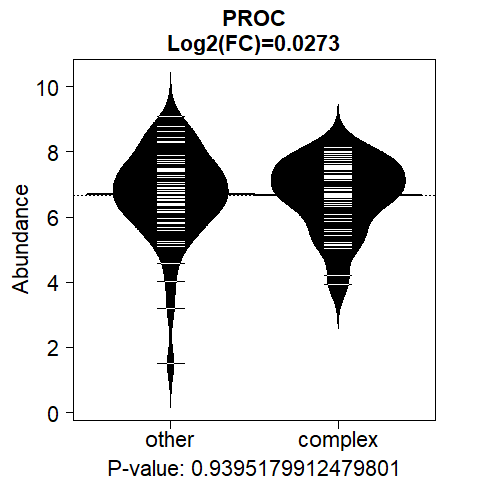 PROC
Log2(FC)=0.0273
10
8
6
4
2
0
Abundance
other complex
P-value: 0.9395179912479801